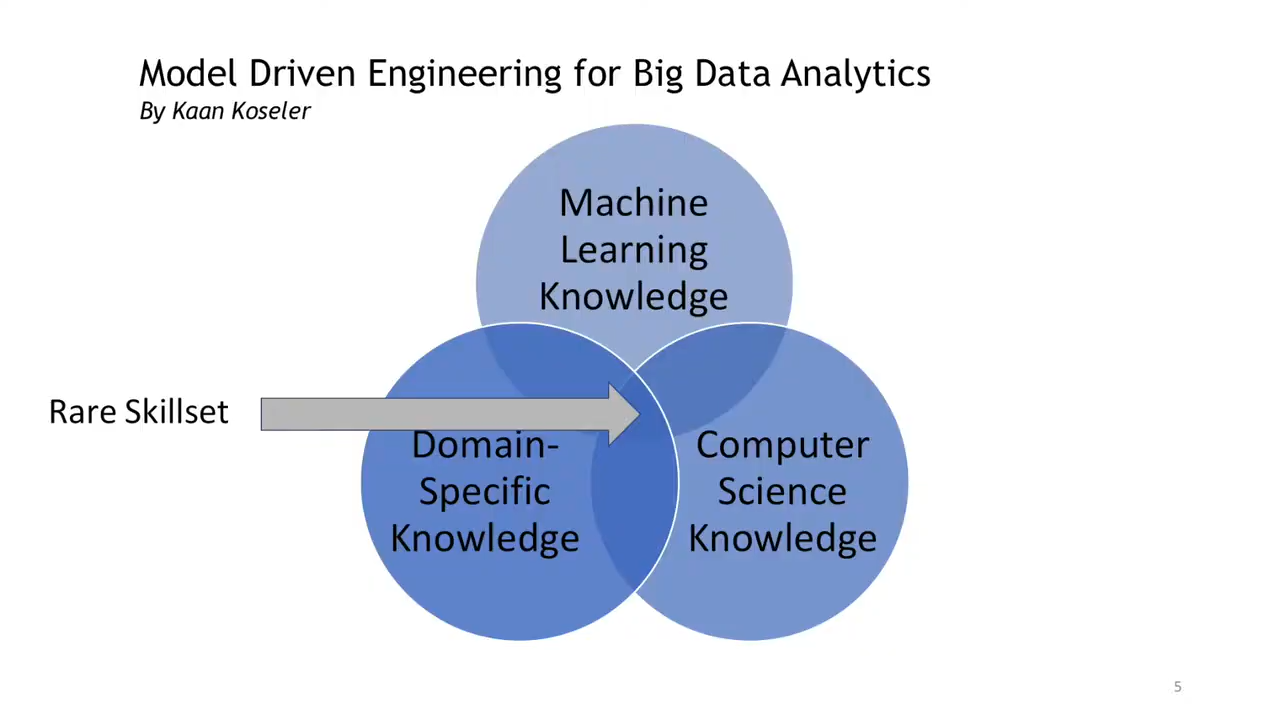 Model Driven Engineering for Big Data Analytics
By Kaan Koseler
Machine
Learning
Knowledge
Rare Skillset
Domain-
Specific
Knowledge
Computer
Science
Knowledge
5